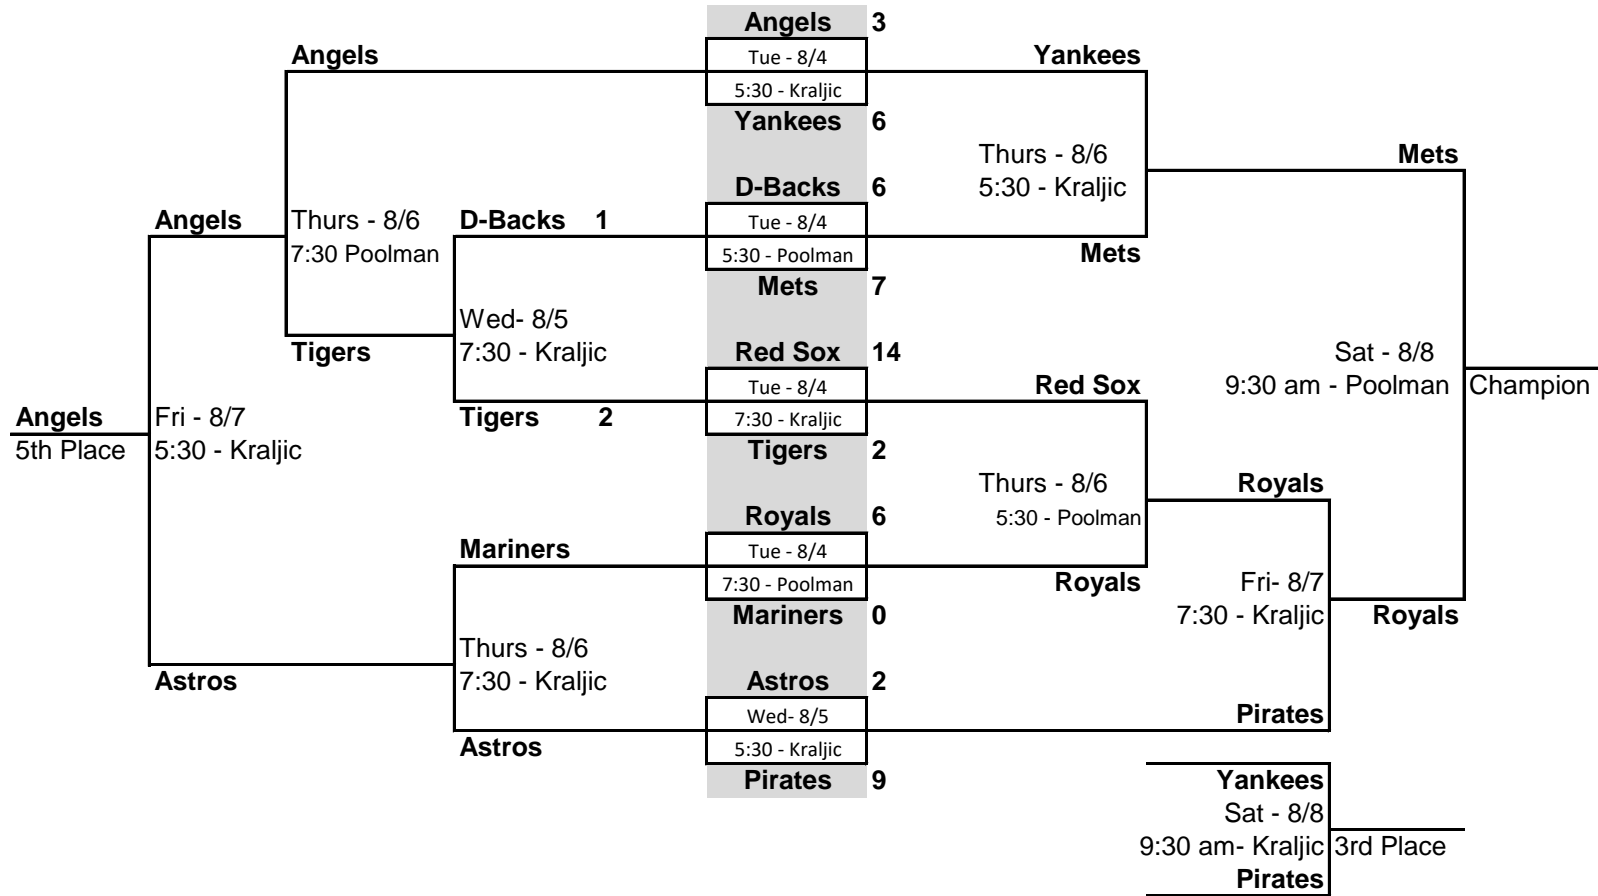 Angels 3
Angels Tue - 8/4 Yankees
5:30 - Kraljic
Yankees 6
Thurs - 8/6 Mets
D-Backs 6 5:30 - Kraljic
Angels Thurs - 8/6 D-Backs 1 Tue - 8/4
7:30 Poolman 5:30 - Poolman Mets
Mets 7
Wed- 8/5
Tigers 7:30 - Kraljic Red Sox 14 Sat - 8/8
Tue - 8/4 Red Sox 9:30 am - Poolman Champion
Angels Fri - 8/7 Tigers 2 7:30 - Kraljic
5th Place 5:30 - Kraljic Tigers 2
Thurs - 8/6 Royals
Royals 6 5:30 - Poolman
Mariners Tue - 8/4
7:30 - Poolman Royals Fri- 8/7
Mariners 0 7:30 - Kraljic Royals
Thurs - 8/6
Astros 7:30 - Kraljic Astros 2
Wed- 8/5 Pirates
Astros 5:30 - Kraljic
Pirates 9 Yankees
Sat - 8/8
9:30 am- Kraljic 3rd Place
Pirates